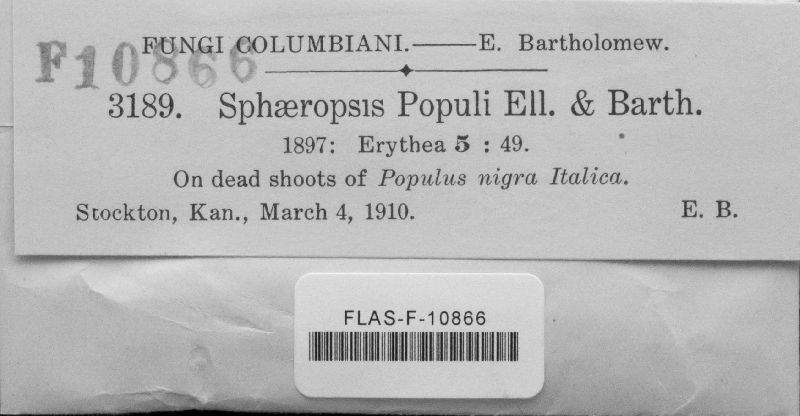 FUNGI COLUMBIANI.——E. Bartholomew.
F10866
3189. Sphæropsis Populi Ell. & Barth.
1897: Erythea 5 : 49.
On dead shoots of Populus nigra Italica.
Stockton, Kan., March 4, 1910. E. B.
FLAS-F-10866